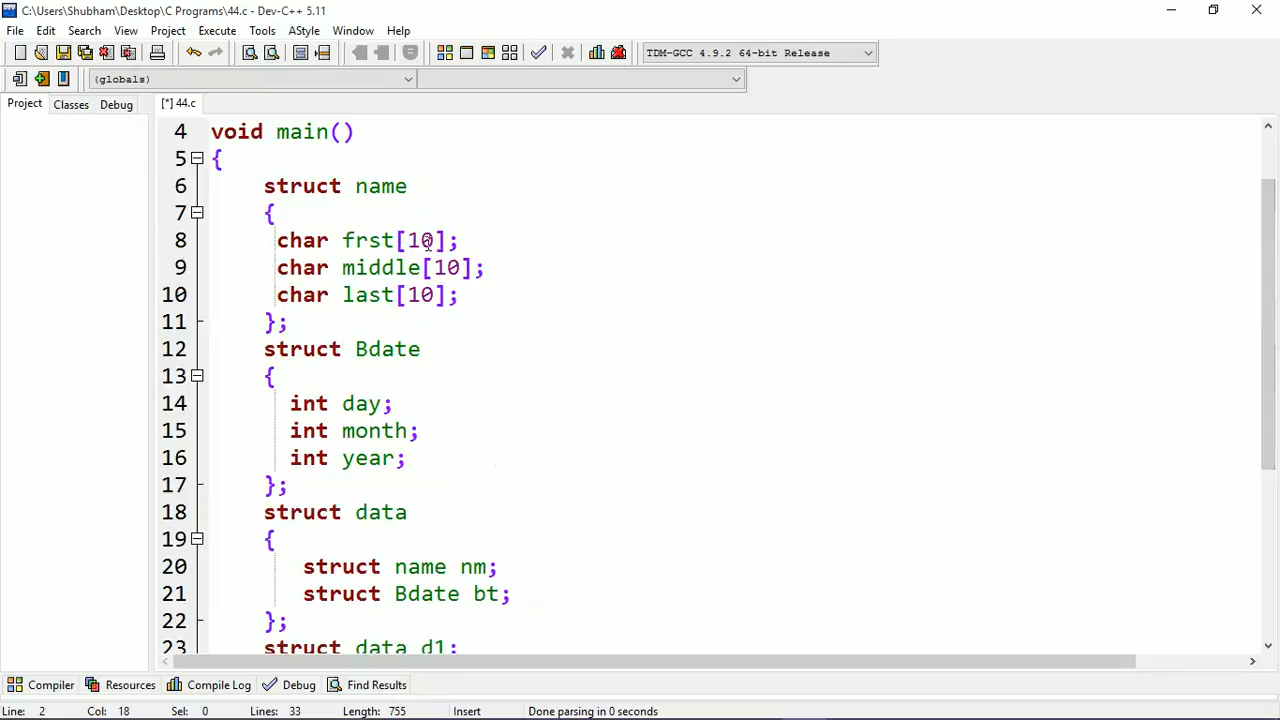 C:\Users\Shubham\Desktop\C Programs\44.c - Dev-C++ 5.11
File Edit Search View Project Execute Tools AStyle Window Help
TDM-GCC 4.9.2 64-bit Release
(globals)
Project Classes Debug [*] 44.c
4 void main()
5 {
6 struct name
7 {
8 char frst[10];
9 char middle[10];
10 char last[10];
11 };
12 struct Bdate
13 {
14 int day;
15 int month;
16 int year;
17 };
18 struct data
19 {
20 struct name nm;
21 struct Bdate bt;
22 };
23 struct data d1;
Compiler Resources Compile Log Debug Find Results
Line: 2 Col: 18 Sel: 0 Lines: 33 Length: 755 Insert Done parsing in 0 seconds